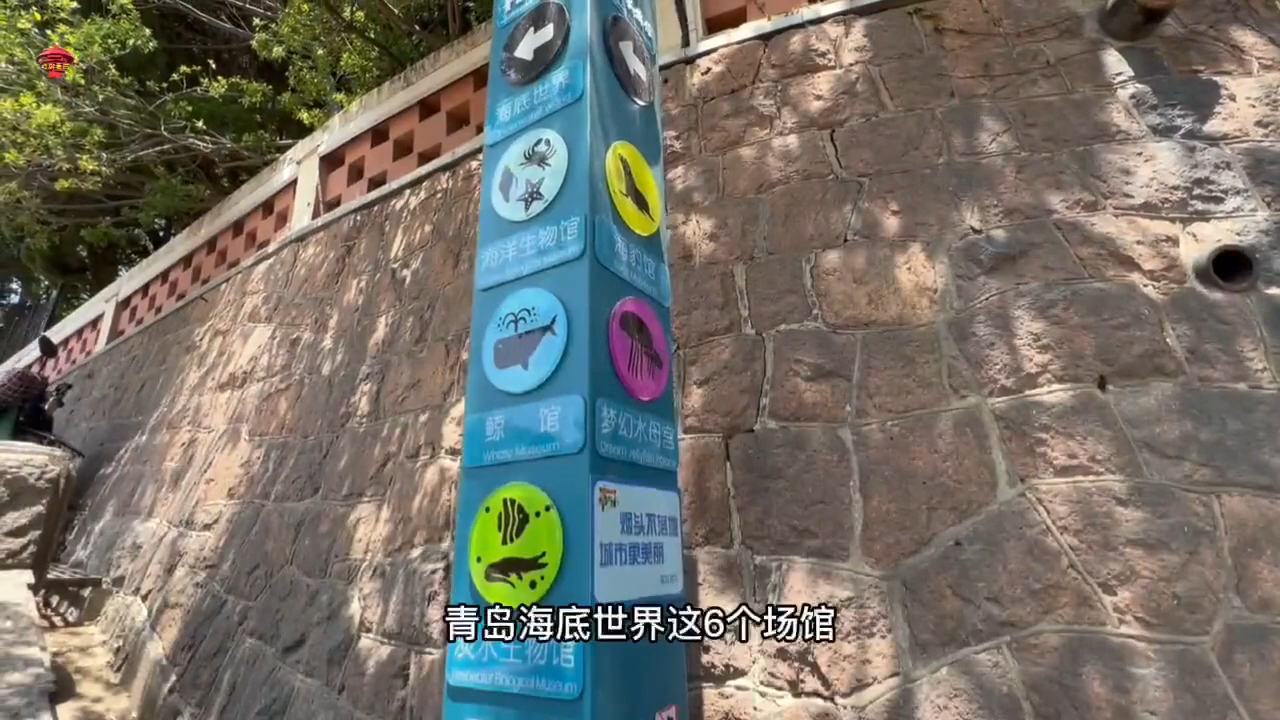 海底世界
海洋生物馆
海豹馆
鲸 馆
Whale Museum
梦幻水母宫
烟头不落地
城市更美丽
青岛海底世界这6个场馆
淡水生物馆